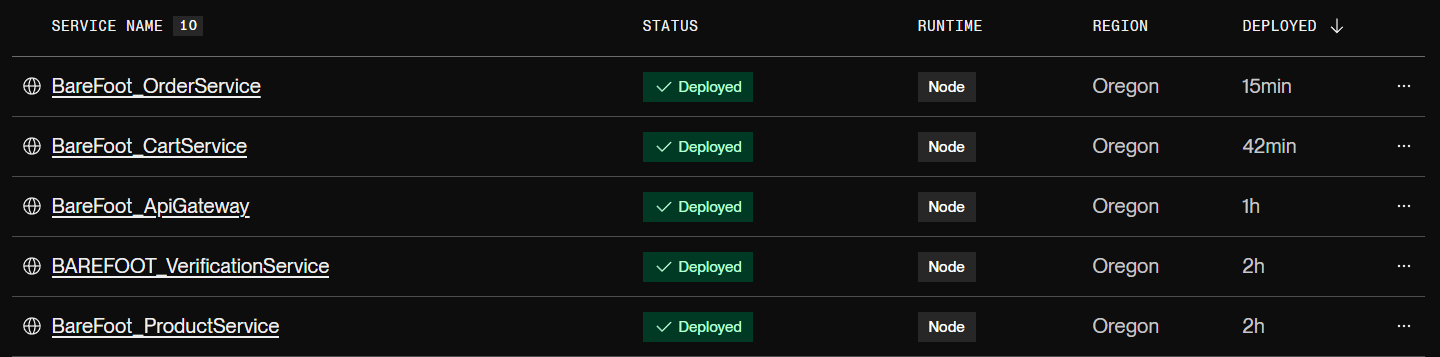 SERVICE NAME 10 STATUS RUNTIME REGION DEPLOYED ↓
BareFoot_OrderService Deployed Node Oregon 15min ...
BareFoot_CartService Deployed Node Oregon 42min ...
BareFoot_ApiGateway Deployed Node Oregon 1h ...
BAREFOOT_VerificationService Deployed Node Oregon 2h ...
BareFoot_ProductService Deployed Node Oregon 2h ...